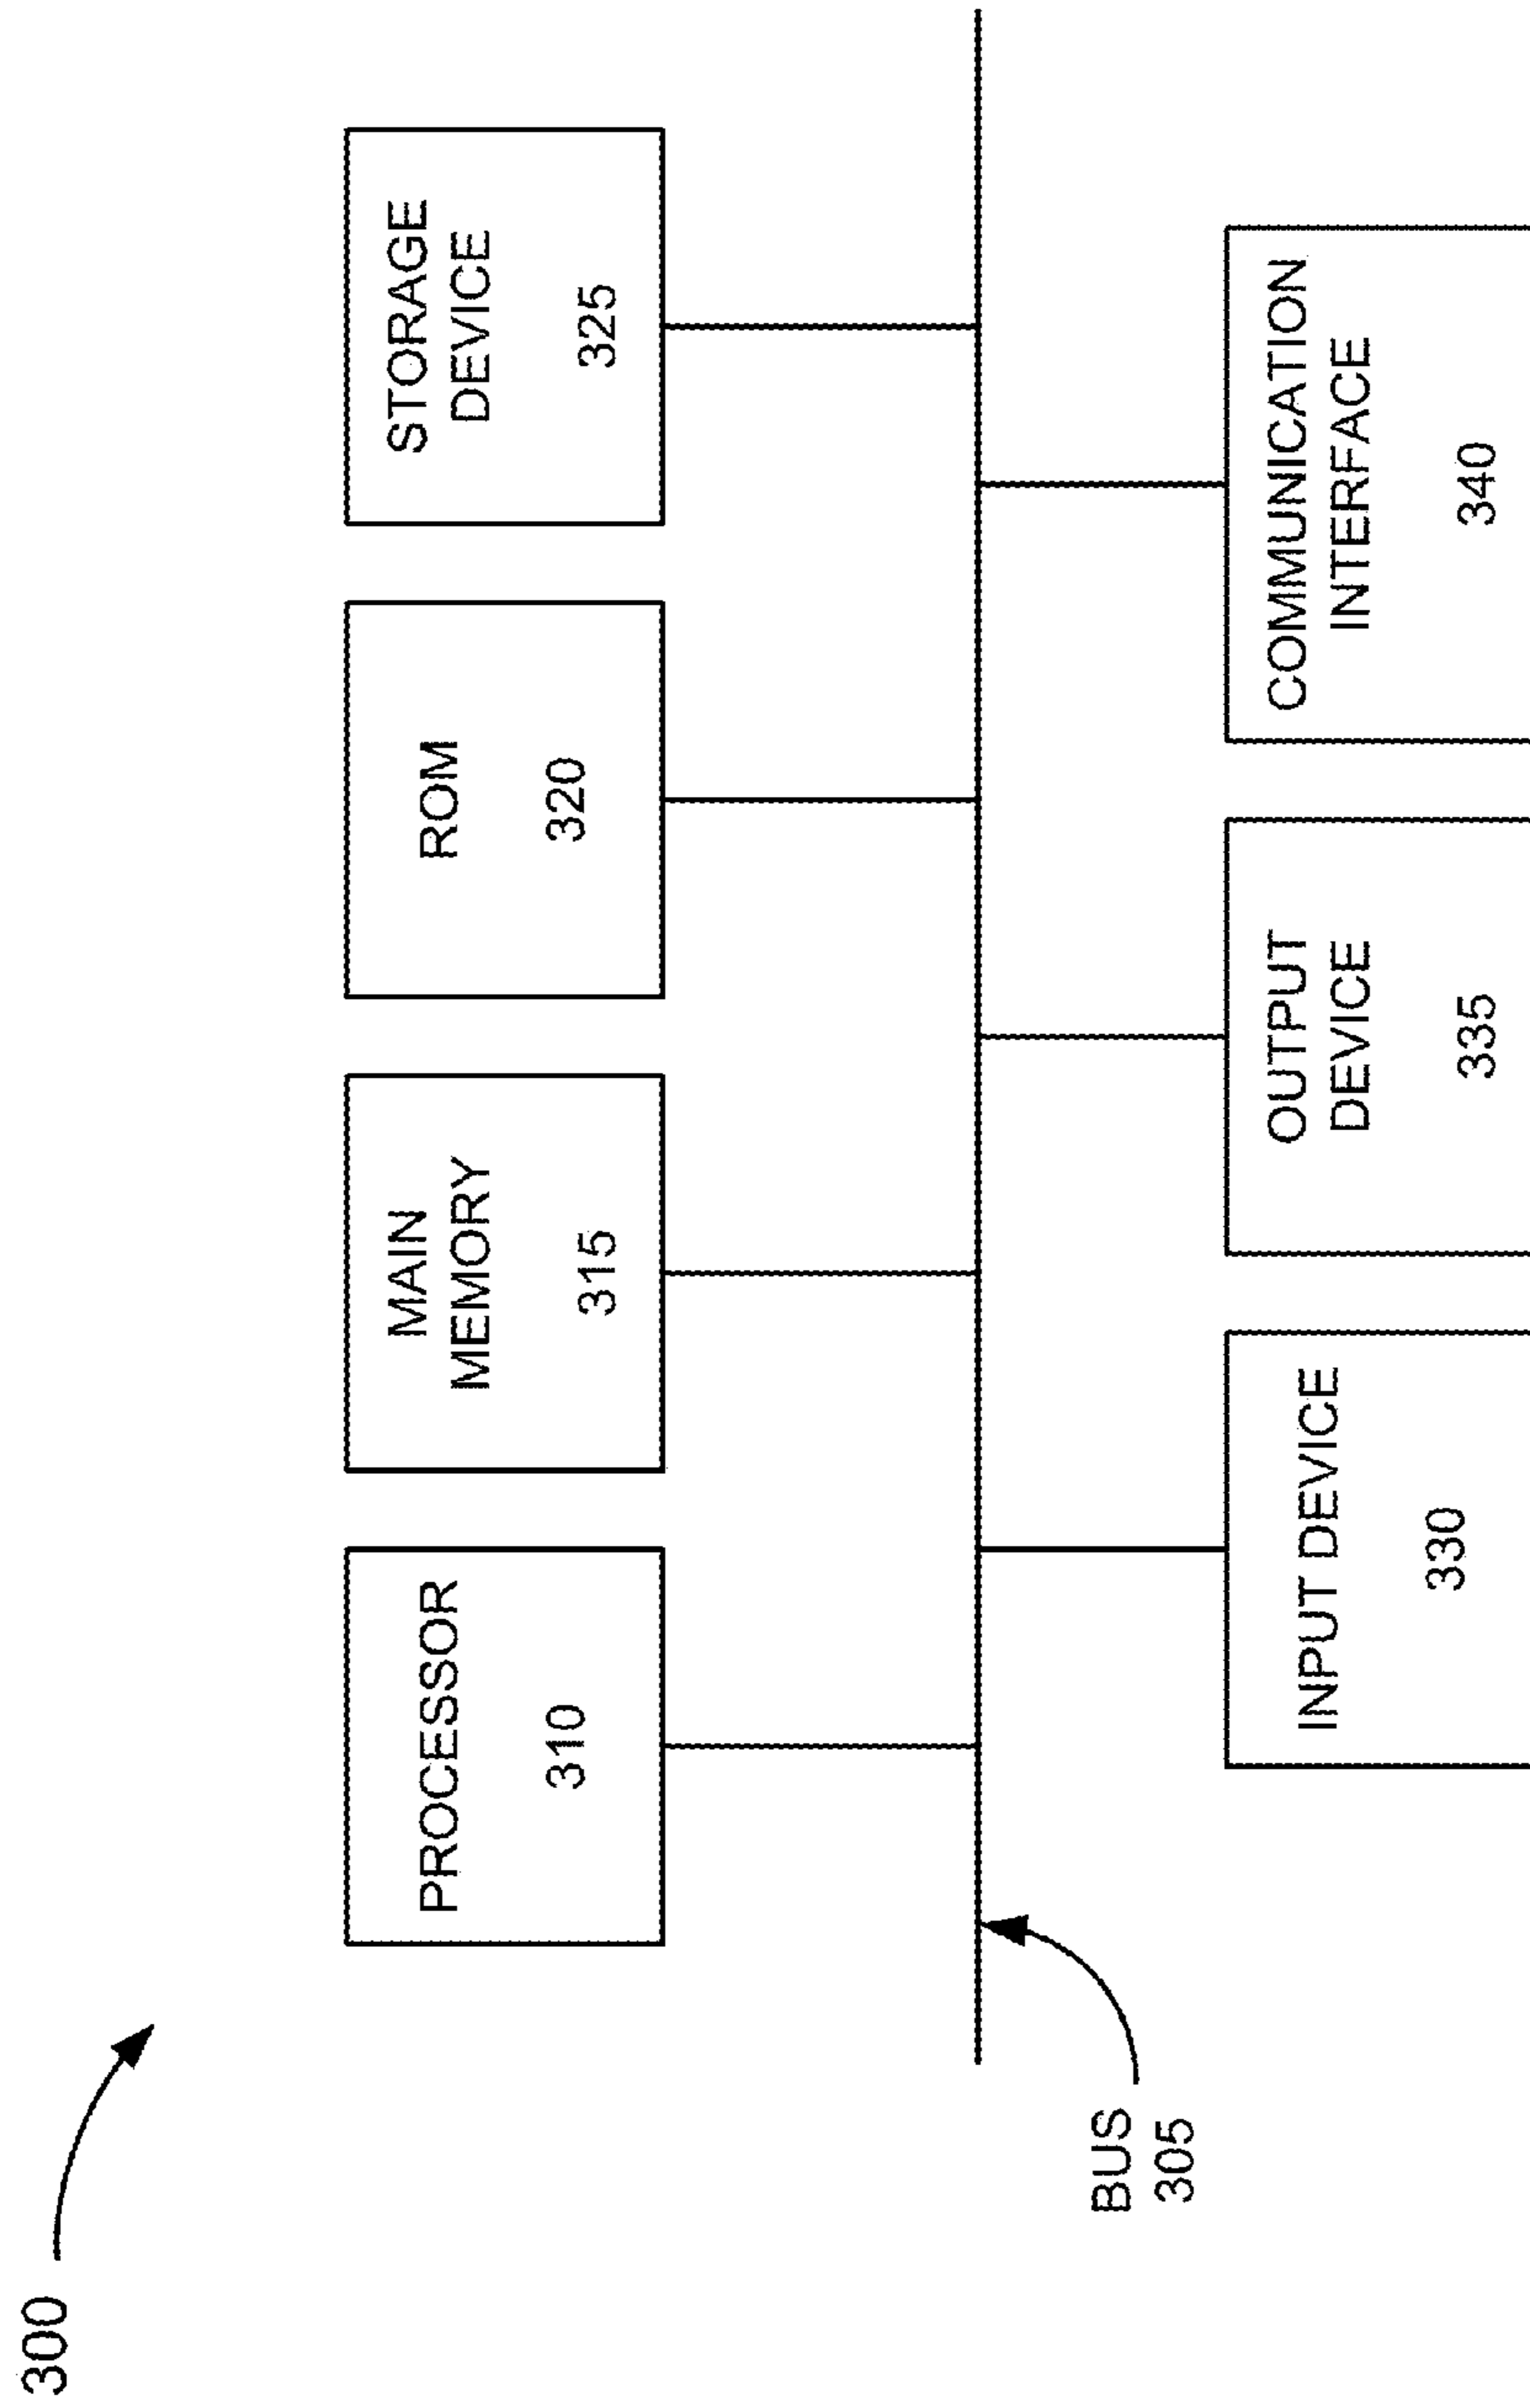 300
PROCESSOR
310
MAIN
MEMORY
315
ROM
320
STORAGE
DEVICE
325
BUS
305
INPUT DEVICE
330
OUTPUT
DEVICE
335
COMMUNICATION
INTERFACE
340